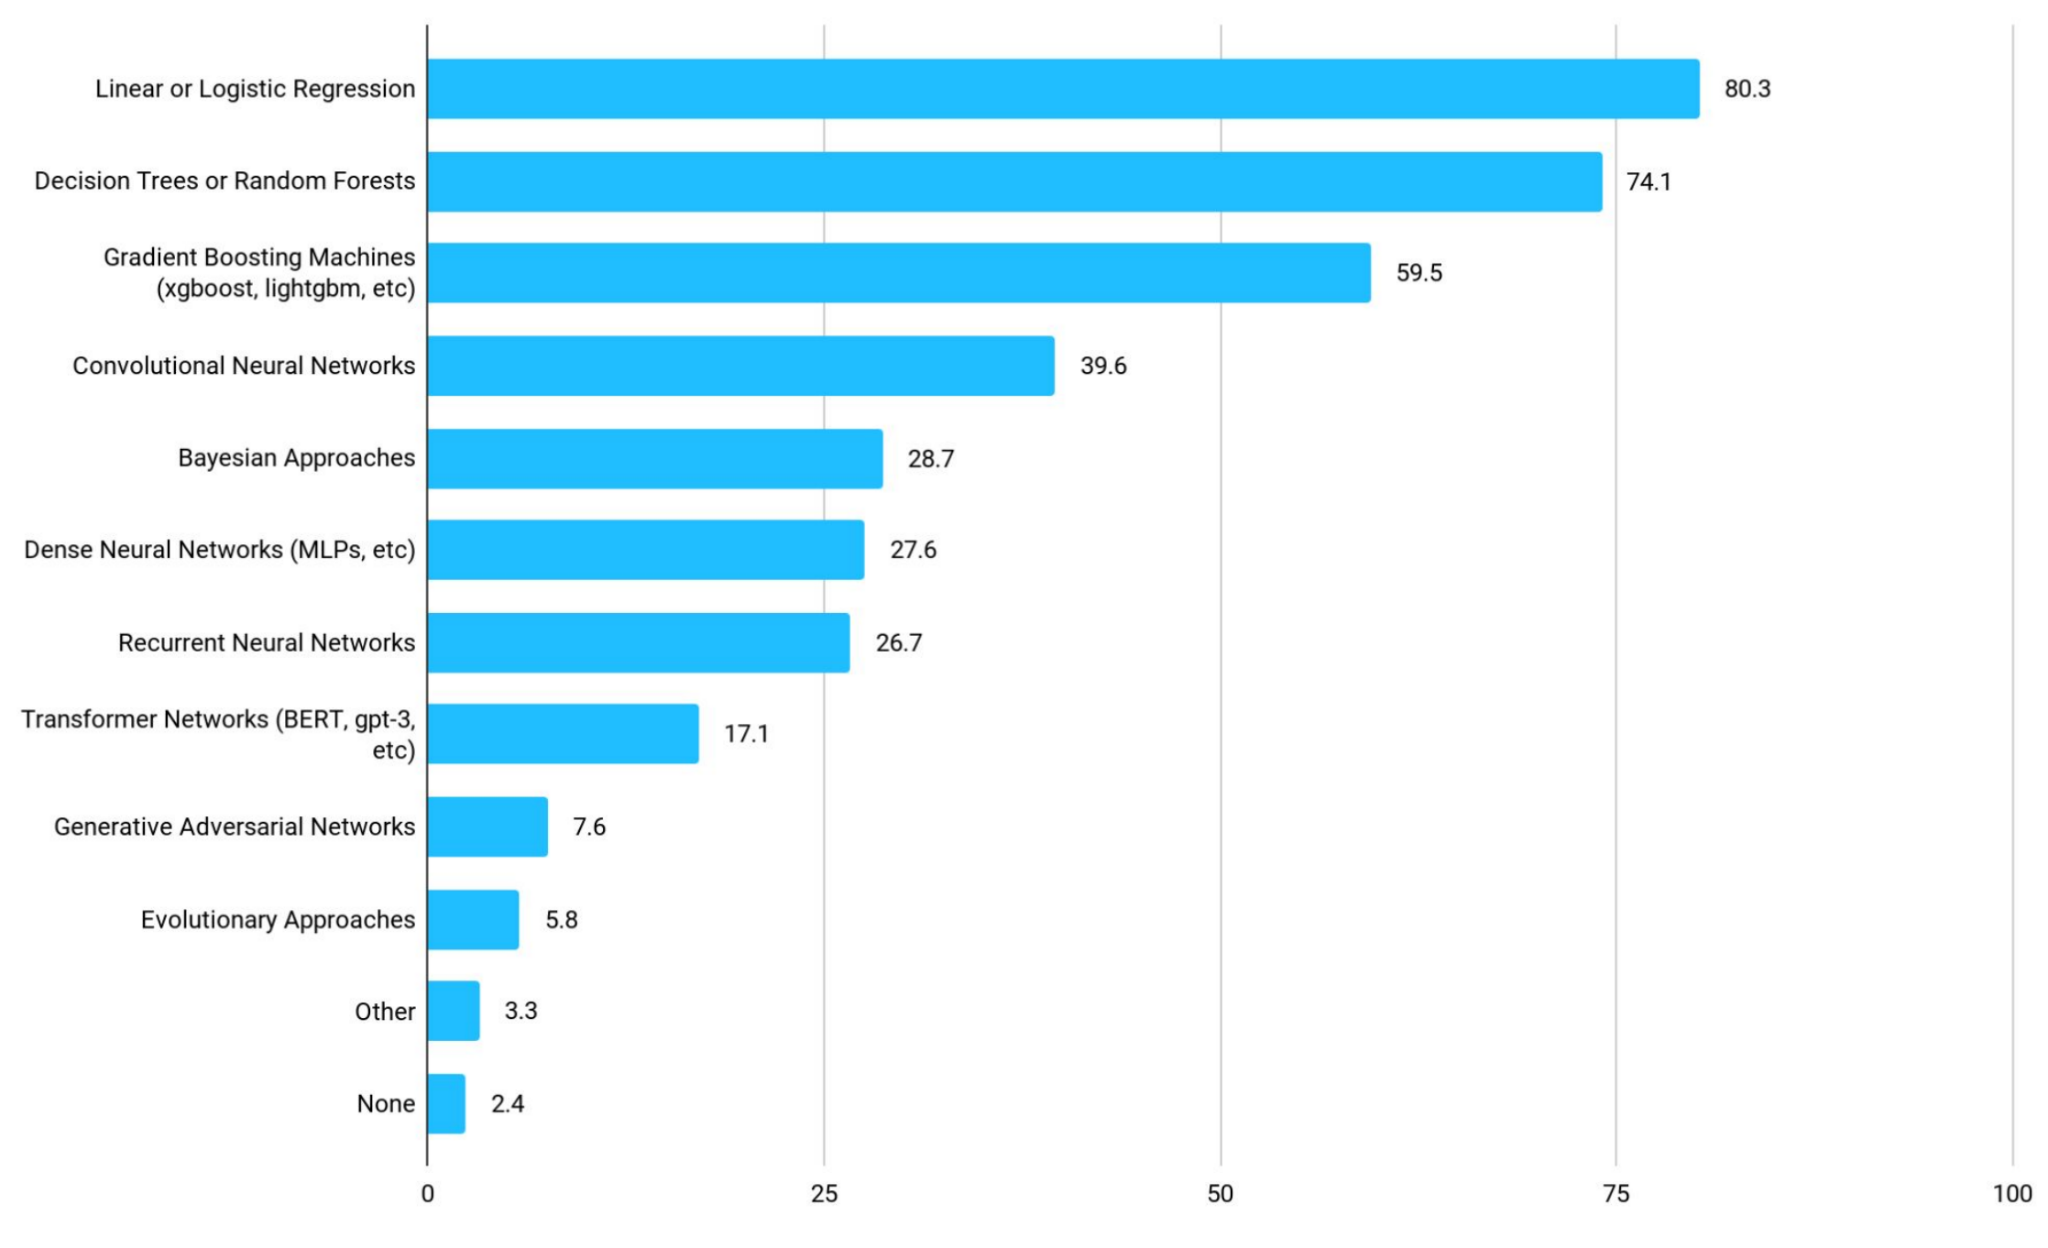 Linear or Logistic Regression
80.3
Decision Trees or Random Forests
74.1
Gradient Boosting Machines
(xgboost, lightgbm, etc)
59.5
Convolutional Neural Networks
39.6
Bayesian Approaches
28.7
Dense Neural Networks (MLPs, etc)
27.6
Recurrent Neural Networks
26.7
Transformer Networks (BERT, gpt-3,
etc)
17.1
Generative Adversarial Networks
7.6
Evolutionary Approaches
5.8
Other
3.3
None
2.4
0 25 50 75 100